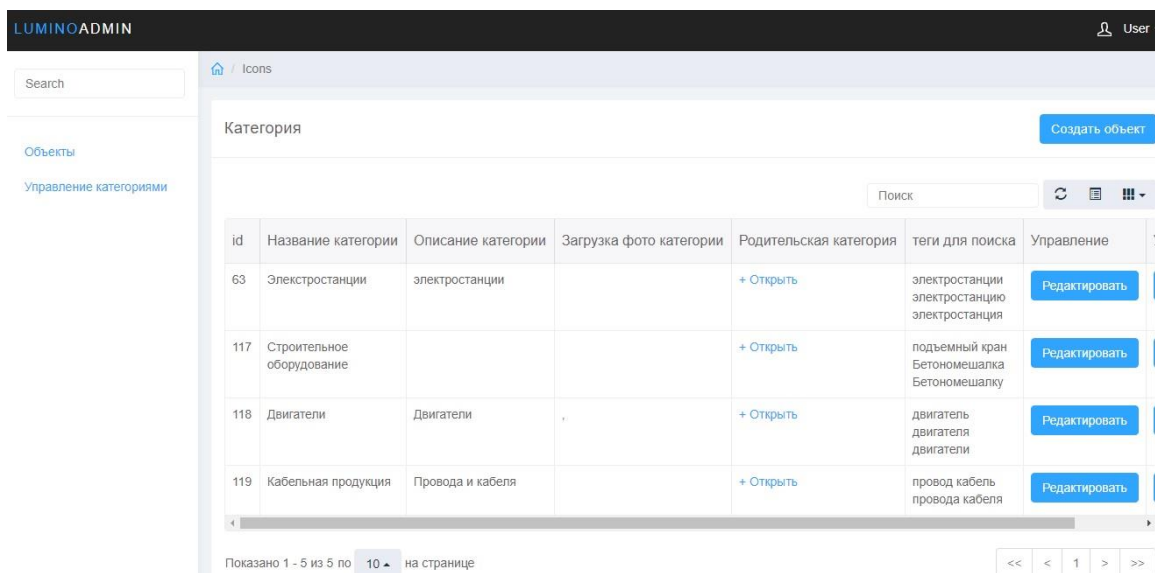 LUMINOADMIN
User
Search
/ Icons
Объекты
Управление категориями
Категория
Создать объект
Поиск
id Название категории Описание категории Загрузка фото категории Родительская категория теги для поиска Управление
63 Элекстростанции электростанции + Открыть электростанции Редактировать
электростанцию
электростанция
117 Строительное + Открыть подъемный кран Редактировать
оборудование Бетономешалка
Бетономешалку
118 Двигатели Двигатели , + Открыть двигатель Редактировать
двигателя
двигатели
119 Кабельная продукция Провода и кабеля + Открыть провод кабель Редактировать
провода кабеля
Показано 1 - 5 из 5 по 10 на странице
<< < 1 > >>